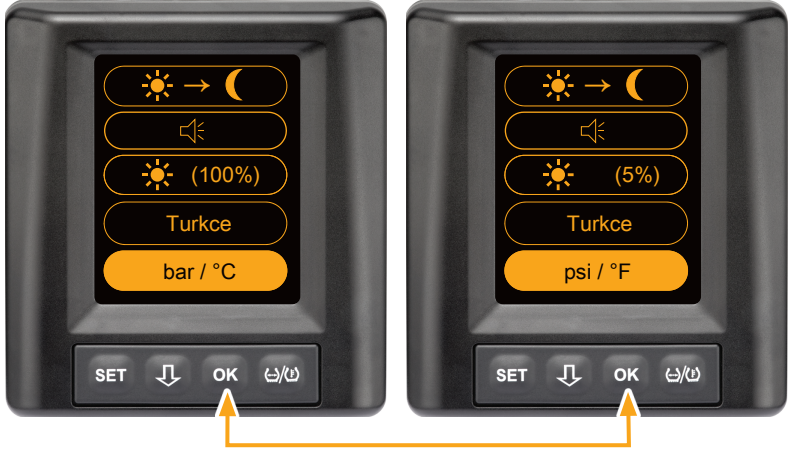 (100%)
Turkce
bar / °C
SET OK
(5%)
Turkce
psi / °F
SET OK